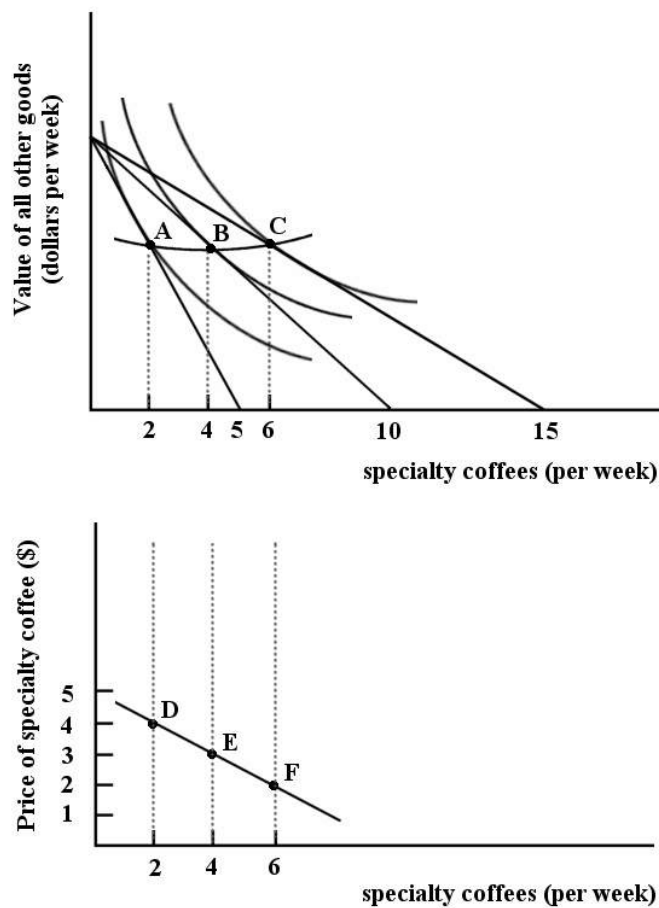 Value of all other goods
(dollars per week)
A
B
C
2
4
5
6
10
15
specialty coffees (per week)
Price of specialty coffee ($)
5
4
3
2
1
D
E
F
2
4
6
specialty coffees (per week)